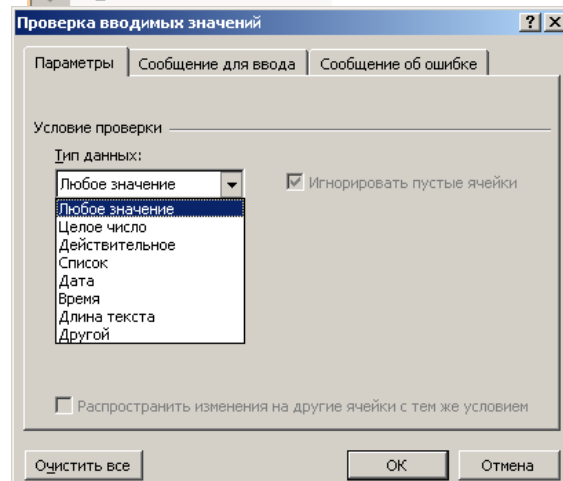 Проверка вводимых значений
Параметры Сообщение для ввода Сообщение об ошибке
Условие проверки
Тип данных:
Любое значение Игнорировать пустые ячейки
Любое значение
Целое число
Действительное
Список
Дата
Время
Длина текста
Другой
Распространить изменения на другие ячейки с тем же условием
Очистить все ОК Отмена